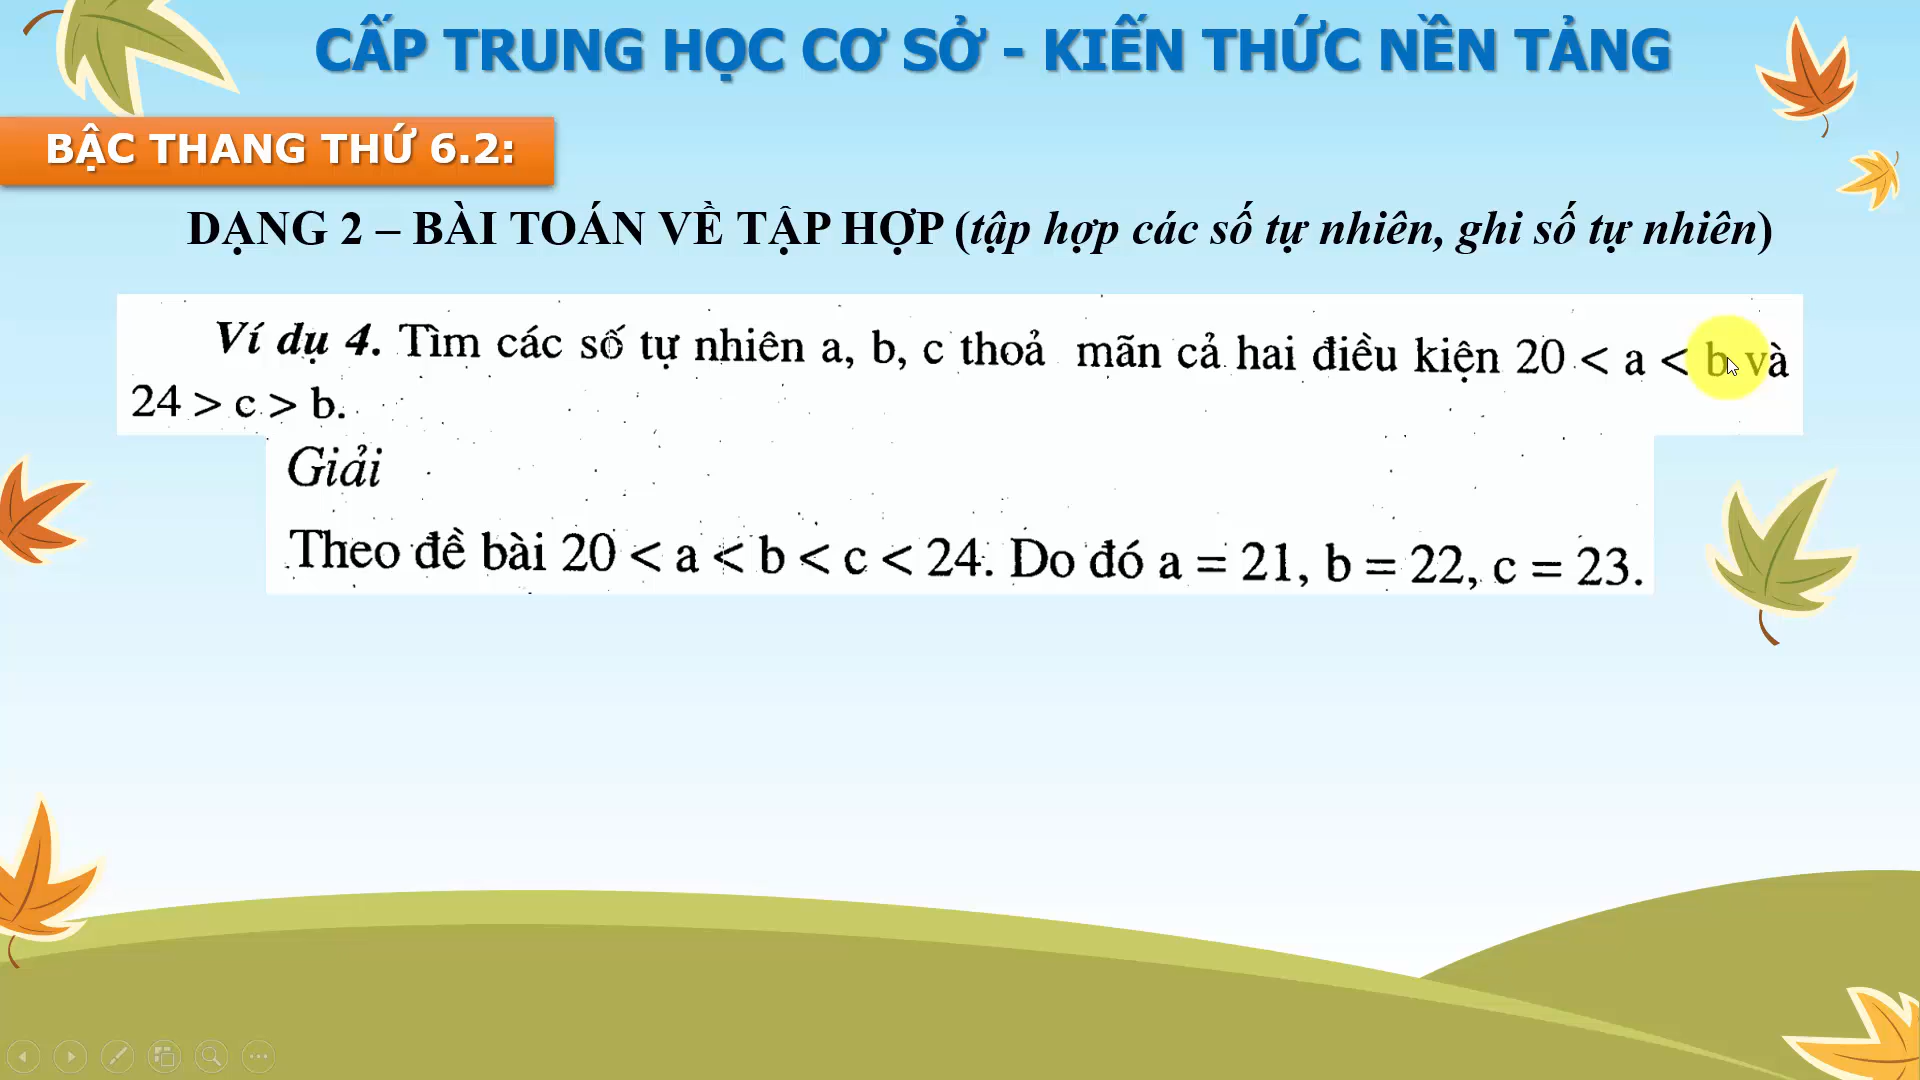 CẤP TRUNG HỌC CƠ SỞ - KIẾN THỨC NỀN TẢNG
BẬC THANG THỨ 6.2:
DẠNG 2 – BÀI TOÁN VỀ TẬP HỢP (tập hợp các số tự nhiên, ghi số tự nhiên)
Ví dụ 4. Tìm các số tự nhiên a, b, c thoả mãn cả hai điều kiện 20 < a < b và
24 > c > b.
Giải
Theo đề bài 20 < a < b < c < 24. Do đó a = 21, b = 22, c = 23.